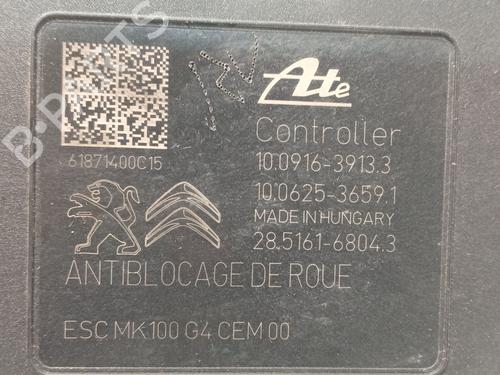 Ate
Controller
61871400C15
10.0916-3913.3
10.0625-3659.1
MADE IN HUNGARY
28.5161-6804.3
ANTIBLOCAGE DE ROUE
ESC MK100 G4 CEM 00
B-PARTS